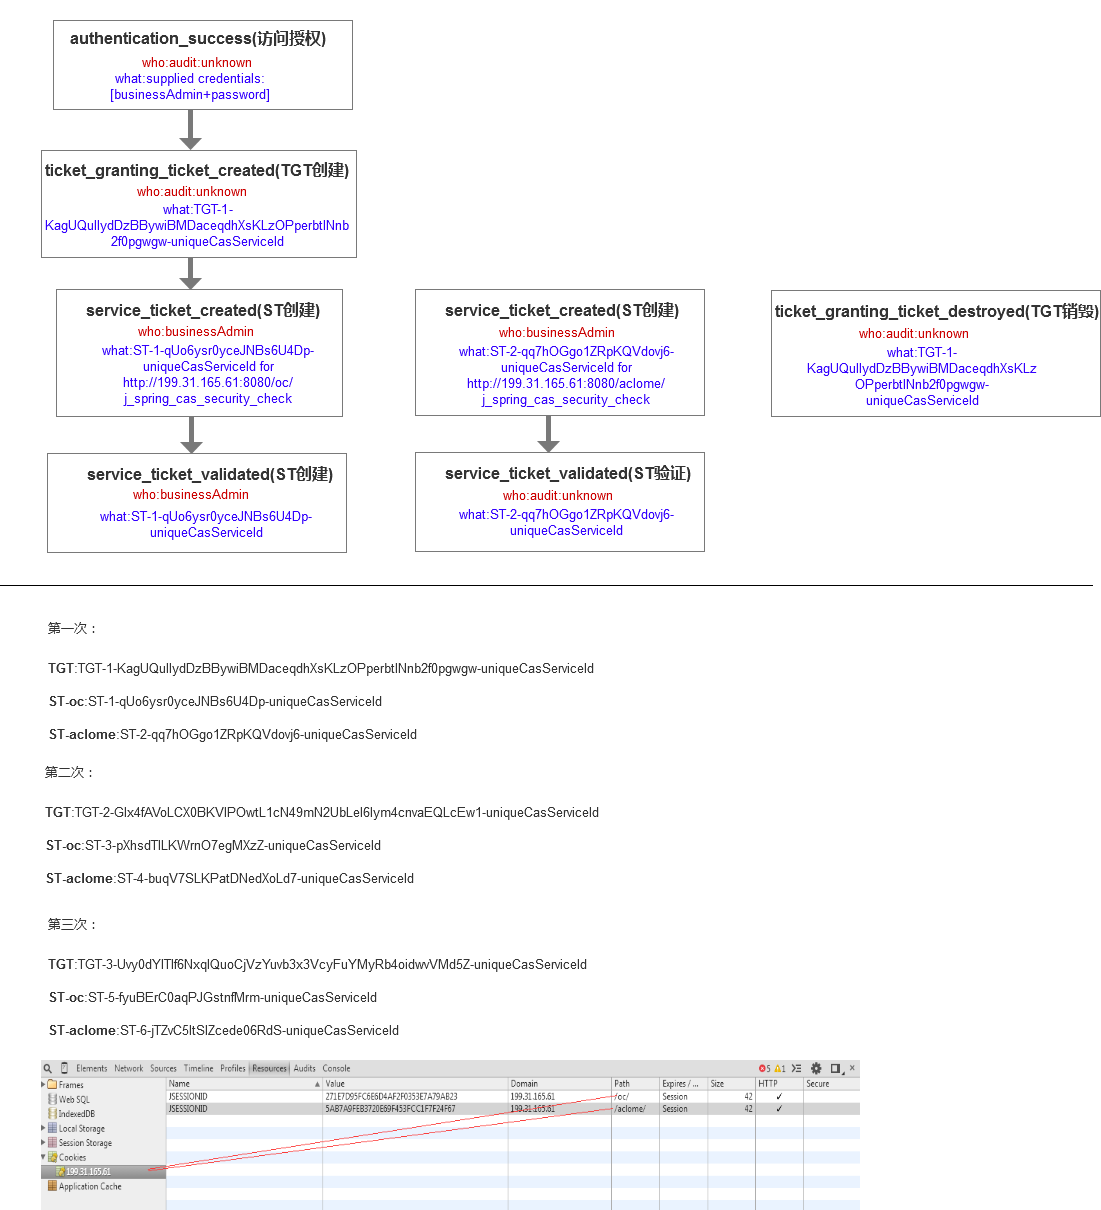 authentication_success(访问授权)
who:audit:unknown
what:supplied credentials:
[businessAdmin+password]
ticket_granting_ticket_created(TGT创建)
who:audit:unknown
what:TGT-1-
KagUQullydDzBBywiBMDaceqdhXsKLzOPperbtlNnb
2f0pgwgw-uniqueCasServiceId
service_ticket_created(ST创建)
who:businessAdmin
what:ST-1-qUo6ysr0yceJNBs6U4Dp-
uniqueCasServiceId for
http://199.31.165.61:8080/oc/
j_spring_cas_security_check
service_ticket_validated(ST创建)
who:businessAdmin
what:ST-1-qUo6ysr0yceJNBs6U4Dp-
uniqueCasServiceId
service_ticket_created(ST创建)
who:businessAdmin
what:ST-2-qq7hOGgo1ZRpKQVdovj6-
uniqueCasServiceId for
http://199.31.165.61:8080/aclome/
j_spring_cas_security_check
service_ticket_validated(ST验证)
who:audit:unknown
what:ST-2-qq7hOGgo1ZRpKQVdovj6-
uniqueCasServiceId
ticket_granting_ticket_destroyed(TGT销毁)
who:audit:unknown
what:TGT-1-
KagUQullydDzBBywiBMDaceqdhXsKLz
OPperbtlNnb2f0pgwgw-
uniqueCasServiceId
第一次：
TGT:TGT-1-KagUQullydDzBBywiBMDaceqdhXsKLzOPperbtlNnb2f0pgwgw-uniqueCasServiceId
ST-oc:ST-1-qUo6ysr0yceJNBs6U4Dp-uniqueCasServiceId
ST-aclome:ST-2-qq7hOGgo1ZRpKQVdovj6-uniqueCasServiceId
第二次：
TGT:TGT-2-Glx4fAVoLCX0BKVlPOwtL1cN49mN2UbLel6lym4cnvaEQLcEw1-uniqueCasServiceId
ST-oc:ST-3-pXhsdTlLKWrnO7egMXzZ-uniqueCasServiceId
ST-aclome:ST-4-buqV7SLKPatDNedXoLd7-uniqueCasServiceId
第三次：
TGT:TGT-3-Uvy0dYlTlf6NxqlQuoCjVzYuvb3x3VcyFuYMyRb4oidwvVMd5Z-uniqueCasServiceId
ST-oc:ST-5-fyuBErC0aqPJGstnfMrm-uniqueCasServiceId
ST-aclome:ST-6-jTZvC5ltSlZcede06RdS-uniqueCasServiceId
Elements Network Sources Timeline Profiles Resources Audits Console 5 1
Frames
Web SQL
IndexedDB
Local Storage
Session Storage
Cookies
199.31.165.61
Application Cache
Name Value Domain Path Expires / ... Size HTTP Secure
JSESSIONID 271E7D95FC6E6D4AF2F0353E7A79AB23 199.31.165.61 /oc/ Session 42 ✓
JSESSIONID 5AB7A9FEB3720E69F453FCC1F7F24F67 199.31.165.61 /aclome/ Session 42 ✓